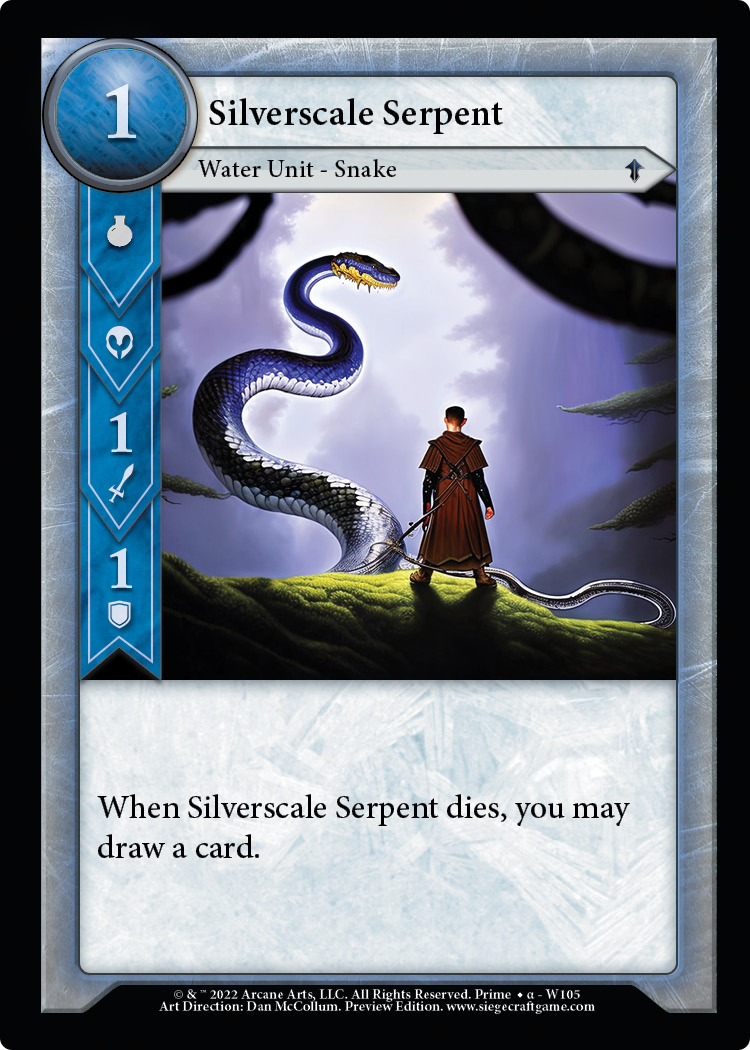 1
Silverscale Serpent
Water Unit - Snake
1
1
When Silverscale Serpent dies, you may
draw a card.
© & ™ 2022 Arcane Arts, LLC. All Rights Reserved. Prime ⬥ α - W105
Art Direction: Dan McCollum. Preview Edition. www.siegecraftgame.com